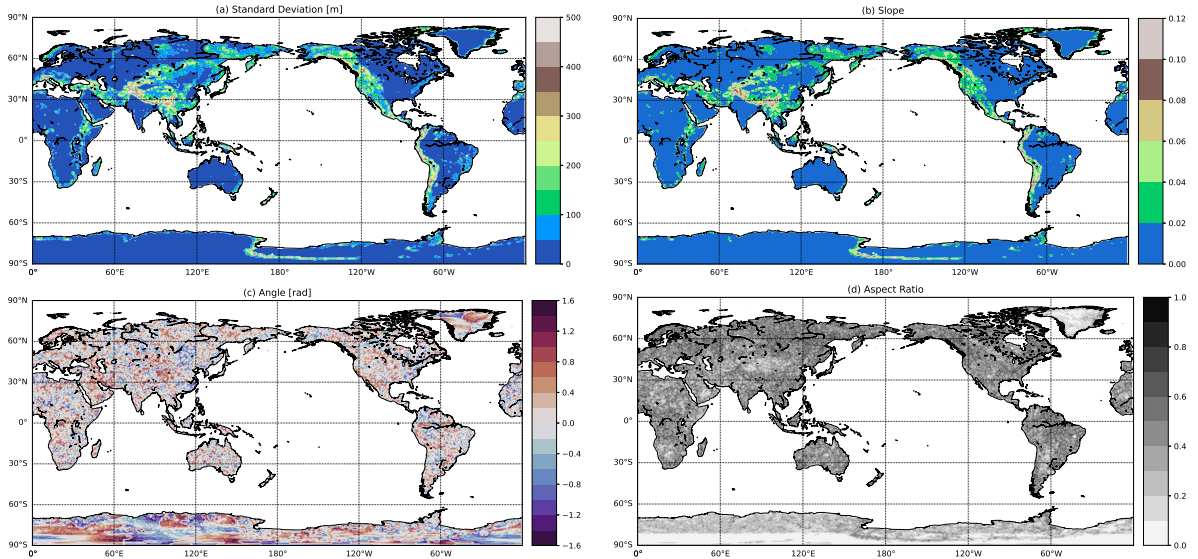 (a) Standard Deviation [m]
90°N
60°N
30°N
0°
30°S
60°S
90°S
0°
60°E
120°E
180°
120°W
60°W
500
400
300
200
100
0
(b) Slope
90°N
60°N
30°N
0°
30°S
60°S
90°S
0°
60°E
120°E
180°
120°W
60°W
0.12
0.10
0.08
0.06
0.04
0.02
0.00
(c) Angle [rad]
90°N
60°N
30°N
0°
30°S
60°S
90°S
0°
60°E
120°E
180°
120°W
60°W
1.6
1.2
0.8
0.4
0.0
−0.4
−0.8
−1.2
−1.6
(d) Aspect Ratio
90°N
60°N
30°N
0°
30°S
60°S
90°S
0°
60°E
120°E
180°
120°W
60°W
1.0
0.8
0.6
0.4
0.2
0.0